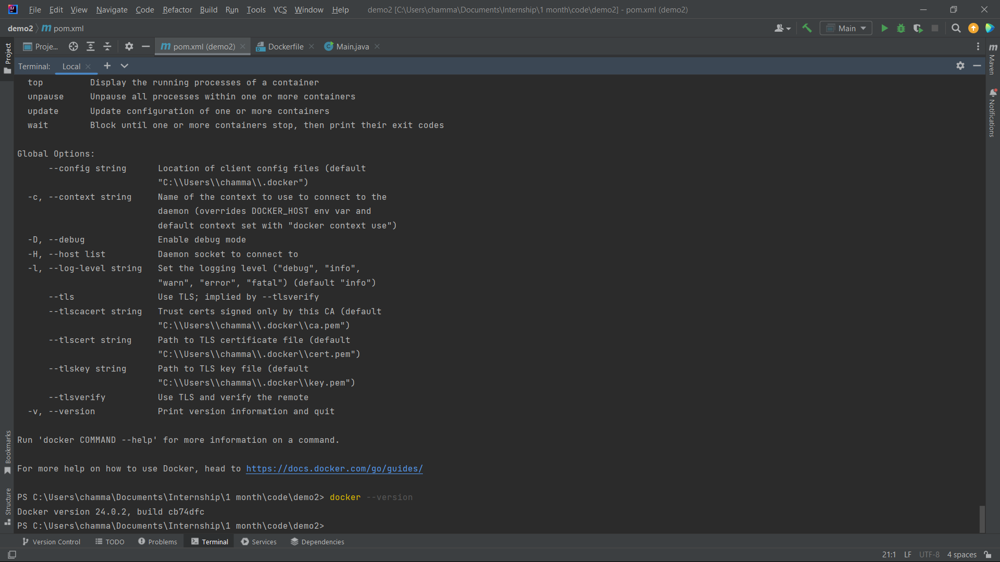 File Edit View Navigate Code Refactor Build Run Tools VCS Window Help demo2 [C:\Users\chamma\Documents\Internship\1 month\code\demo2] - pom.xml (demo2)
demo2 m pom.xml Main
Proje... m pom.xml (demo2) Dockerfile Main.java
Terminal: Local
top Display the running processes of a container
unpause Unpause all processes within one or more containers
update Update configuration of one or more containers
wait Block until one or more containers stop, then print their exit codes
Global Options:
--config string Location of client config files (default
"C:\\Users\\chamma\\.docker")
-c, --context string Name of the context to use to connect to the
daemon (overrides DOCKER_HOST env var and
default context set with "docker context use")
-D, --debug Enable debug mode
-H, --host list Daemon socket to connect to
-l, --log-level string Set the logging level ("debug", "info",
"warn", "error", "fatal") (default "info")
--tls Use TLS; implied by --tlsverify
--tlscacert string Trust certs signed only by this CA (default
"C:\\Users\\chamma\\.docker\\ca.pem")
--tlscert string Path to TLS certificate file (default
"C:\\Users\\chamma\\.docker\\cert.pem")
--tlskey string Path to TLS key file (default
"C:\\Users\\chamma\\.docker\\key.pem")
--tlsverify Use TLS and verify the remote
-v, --version Print version information and quit
Run 'docker COMMAND --help' for more information on a command.
For more help on how to use Docker, head to https://docs.docker.com/go/guides/
PS C:\Users\chamma\Documents\Internship\1 month\code\demo2> docker --version
Docker version 24.0.2, build cb74dfc
PS C:\Users\chamma\Documents\Internship\1 month\code\demo2>
Version Control TODO Problems Terminal Services Dependencies
21:1 LF UTF-8 4 spaces
Project
Bookmarks
Structure
m Maven
Notifications